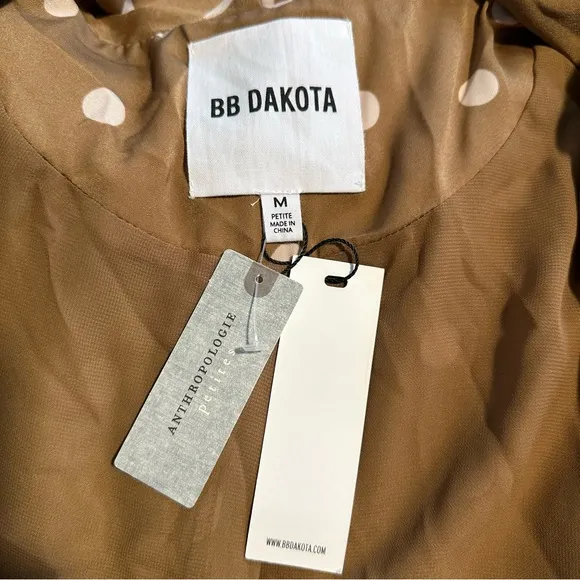 BB DAKOTA
M
PETITE
MADE IN
CHINA
ANTHROPOLOGIE
petite
WWW.BBDAKOTA.COM